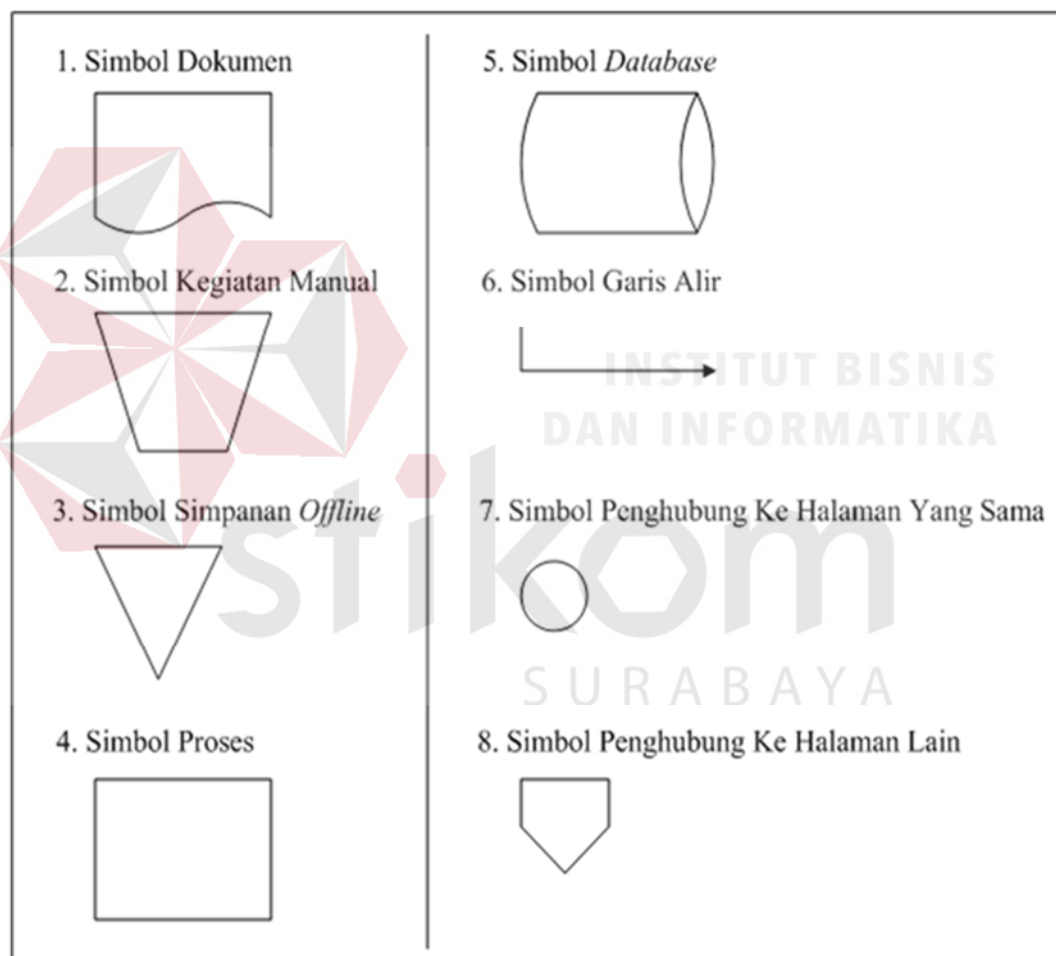 1. Simbol Dokumen
2. Simbol Kegiatan Manual
3. Simbol Simpanan Offline
4. Simbol Proses
5. Simbol Database
6. Simbol Garis Alir
7. Simbol Penghubung Ke Halaman Yang Sama
8. Simbol Penghubung Ke Halaman Lain
INSTITUT BISNIS
DAN INFORMATIKA
stikom
SURABAYA